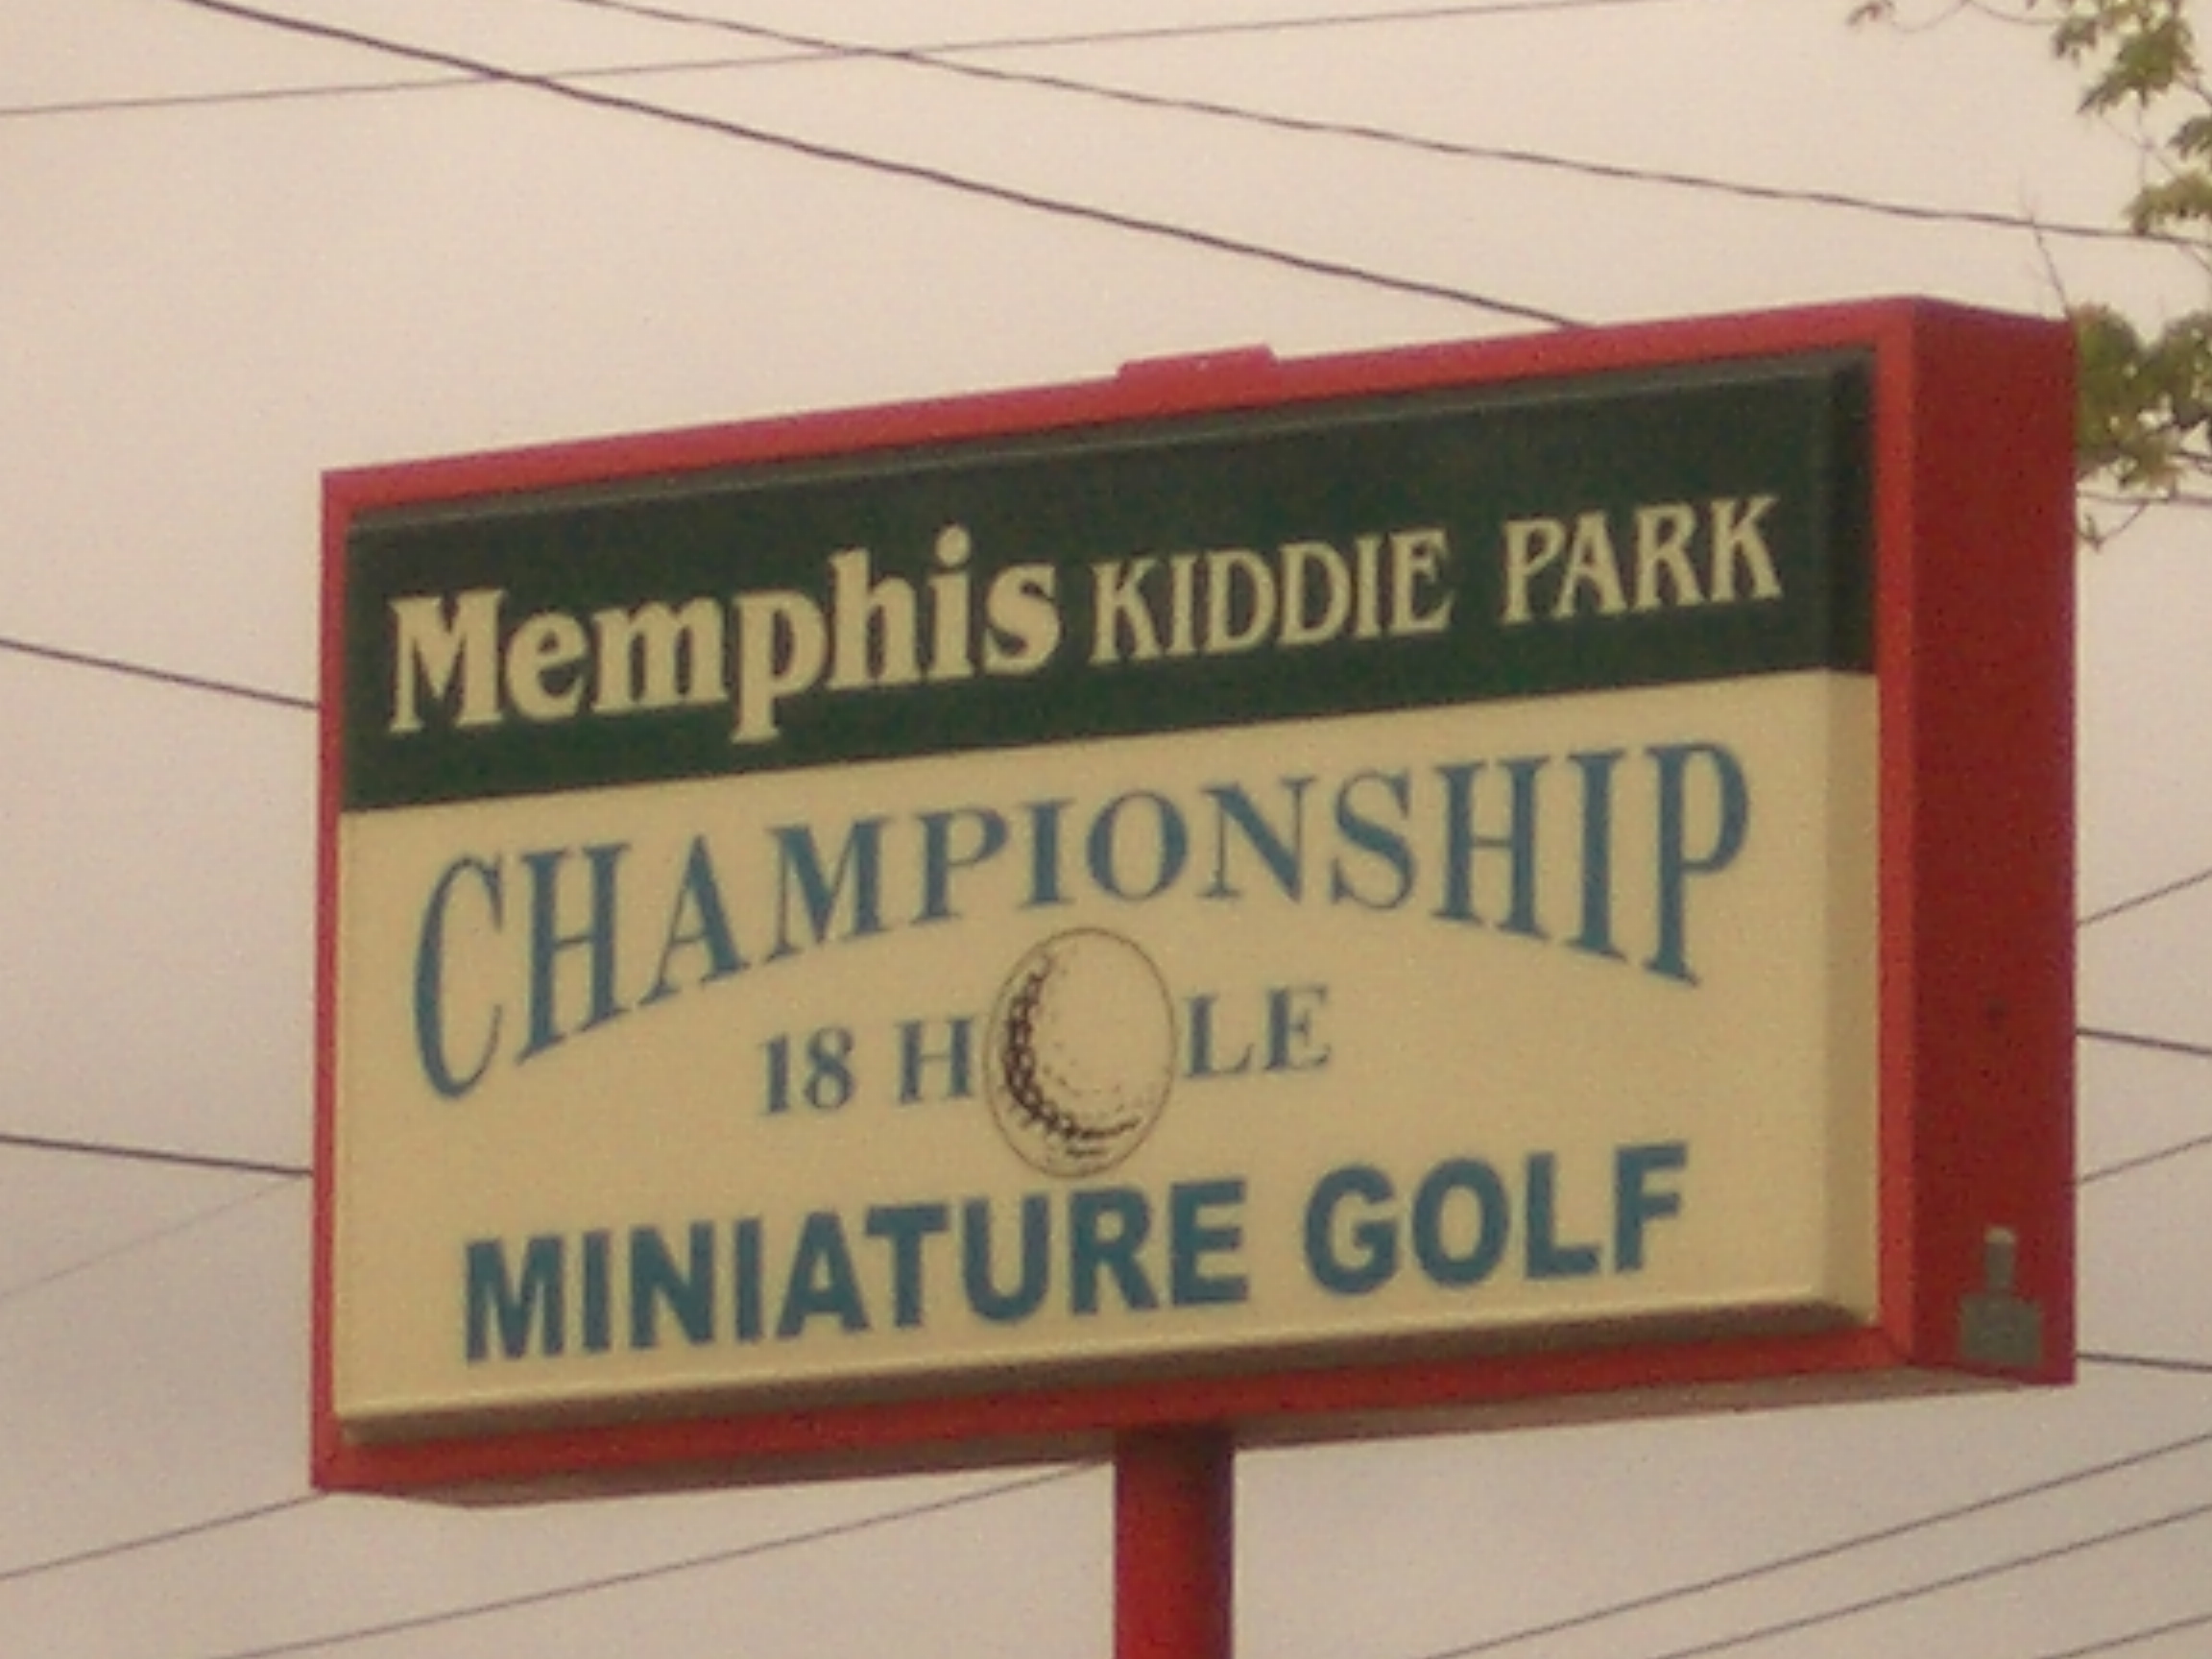 Memphis KIDDIE PARK
CHAMPIONSHIP
18 HOLE
MINIATURE GOLF